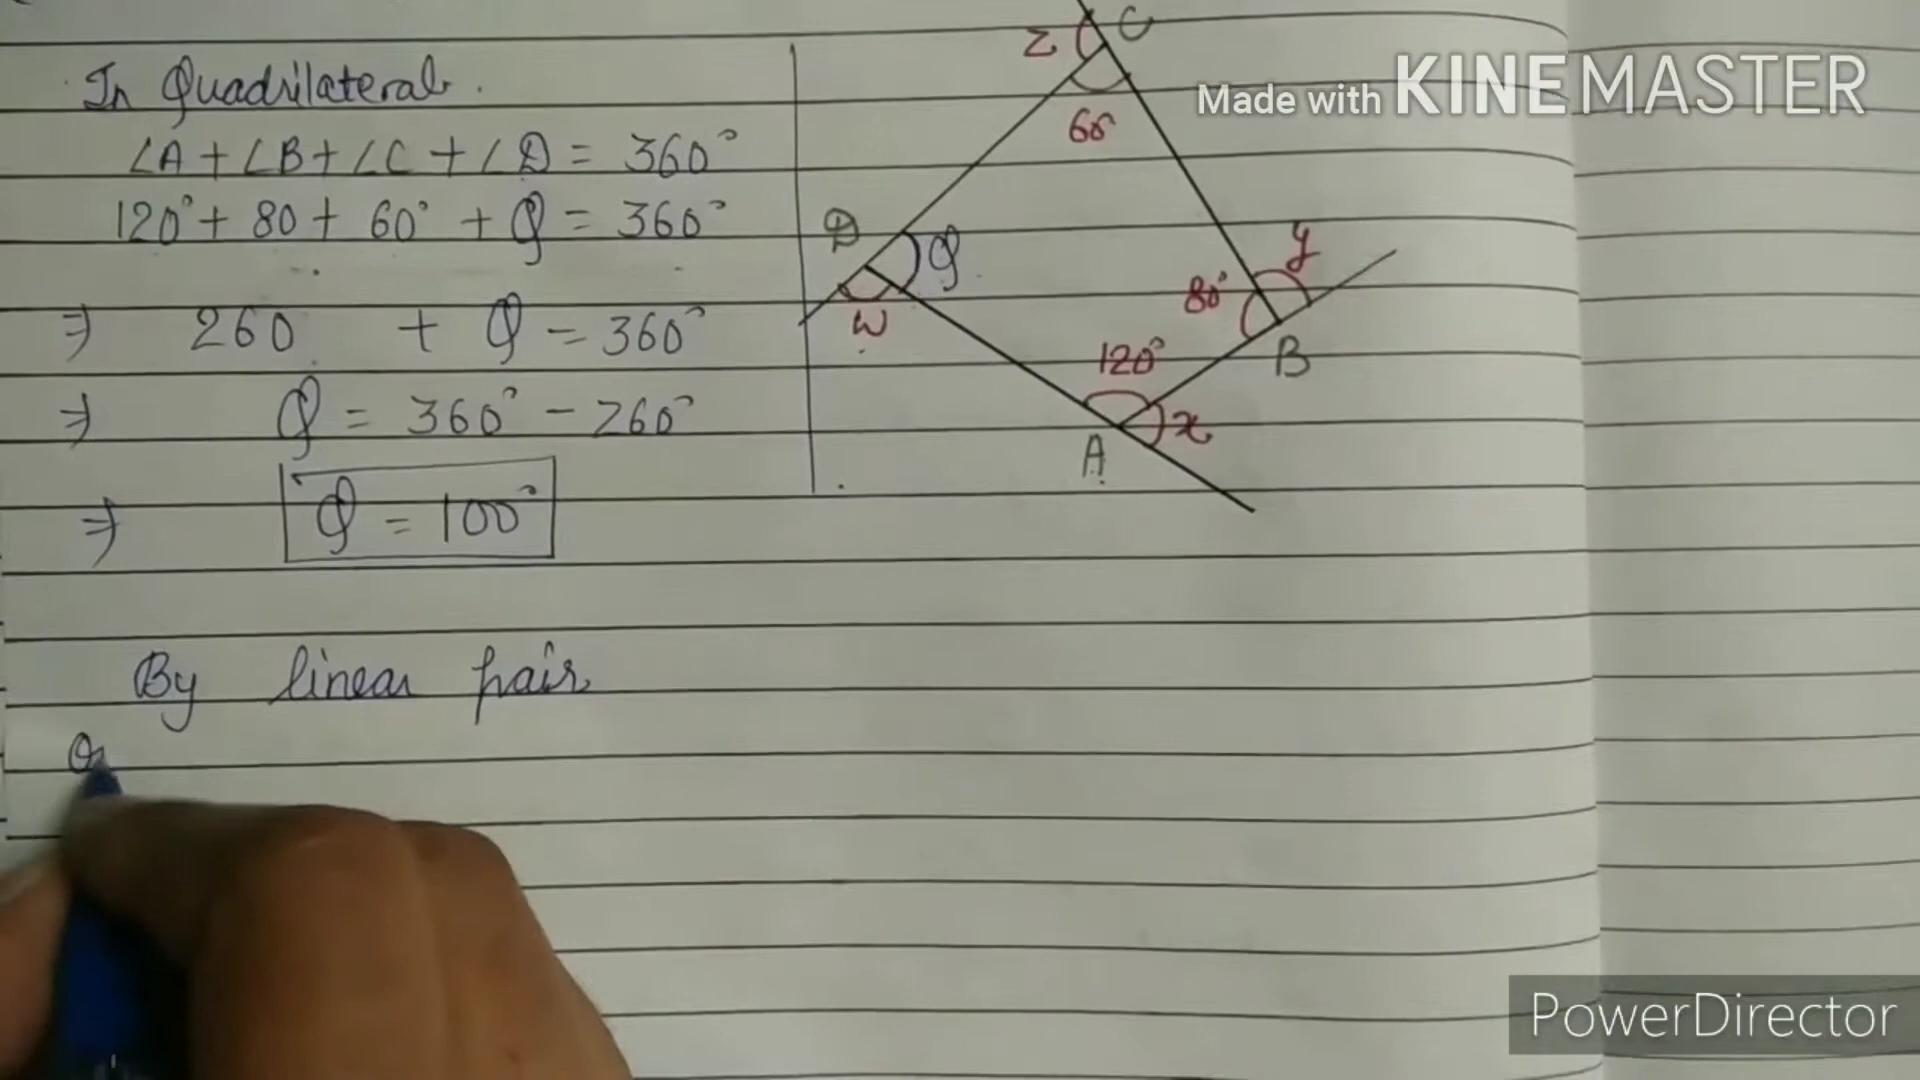 In Quadrilateral.
∠A + ∠B + ∠C + ∠D = 360°
120° + 80 + 60° + Q = 360°
⇒ 260 + Q = 360°
⇒ Q = 360° - 260°
⇒ Q = 100°
By linear pair
z C
60°
D Q
w
80° y
B
120°
A x
Made with KINEMASTER
PowerDirector